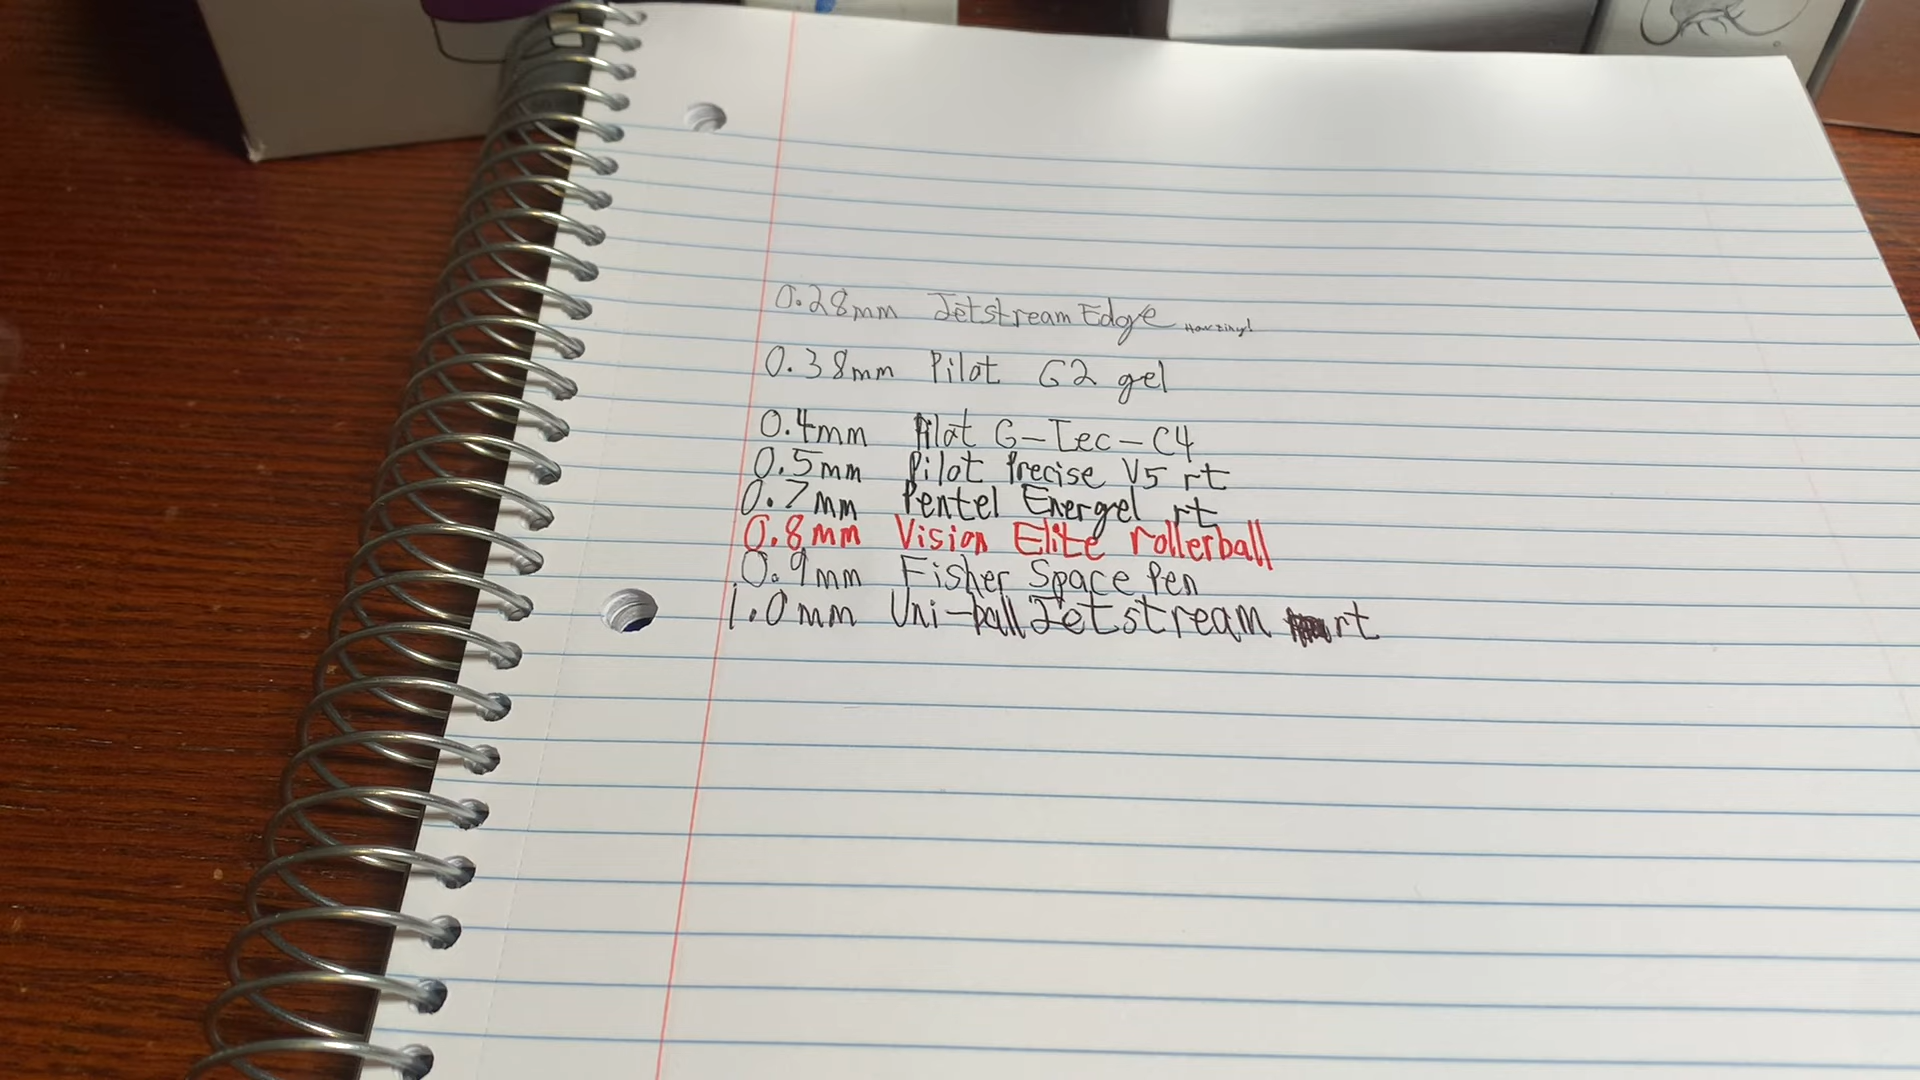 0.28mm Jetstream Edge How tiny!
0.38mm Pilot G2 gel
0.4mm Pilot G-Tec-C4
0.5mm Pilot Precise V5 rt
0.7mm Pentel Energel rt
0.8mm Vision Elite rollerball
0.9mm Fisher Space Pen
1.0mm Uni-ball Jetstream rt